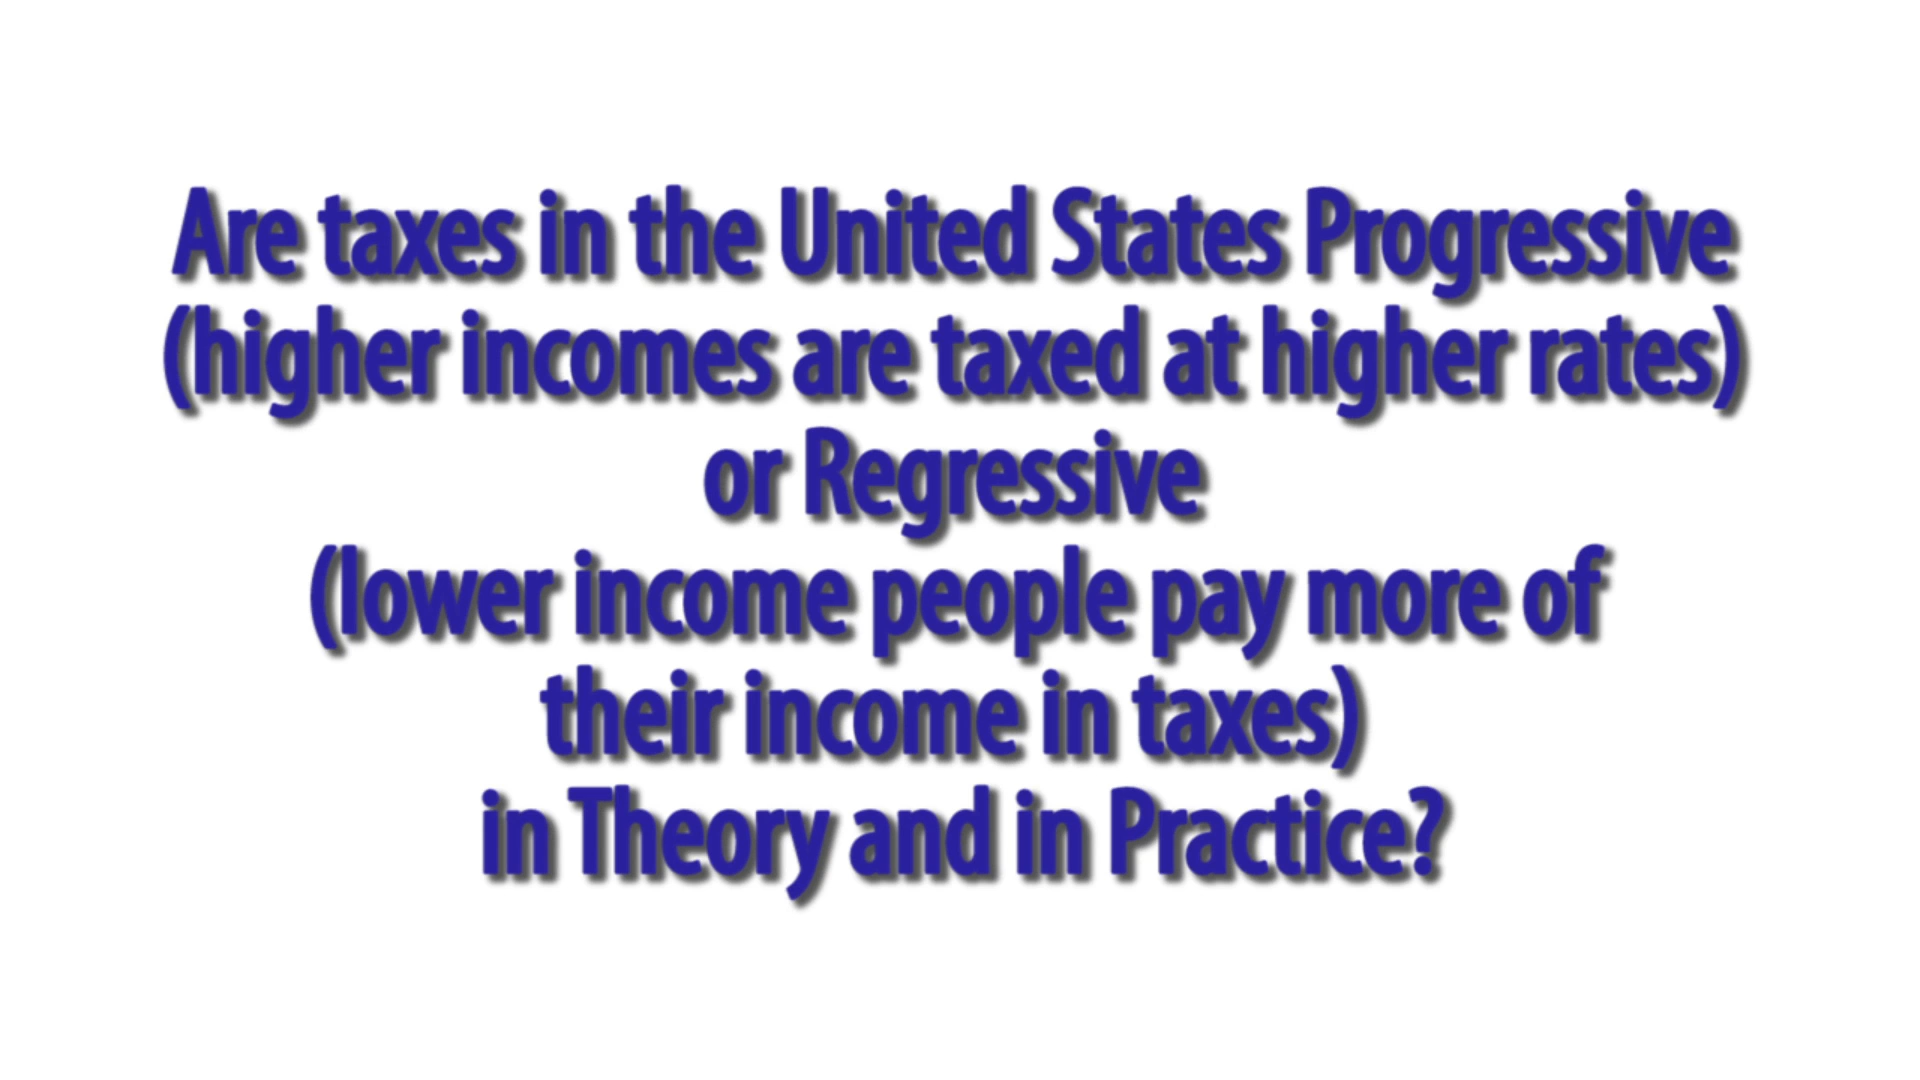 Are taxes in the United States Progressive
(higher incomes are taxed at higher rates)
or Regressive
(lower income people pay more of
their income in taxes)
in Theory and in Practice?